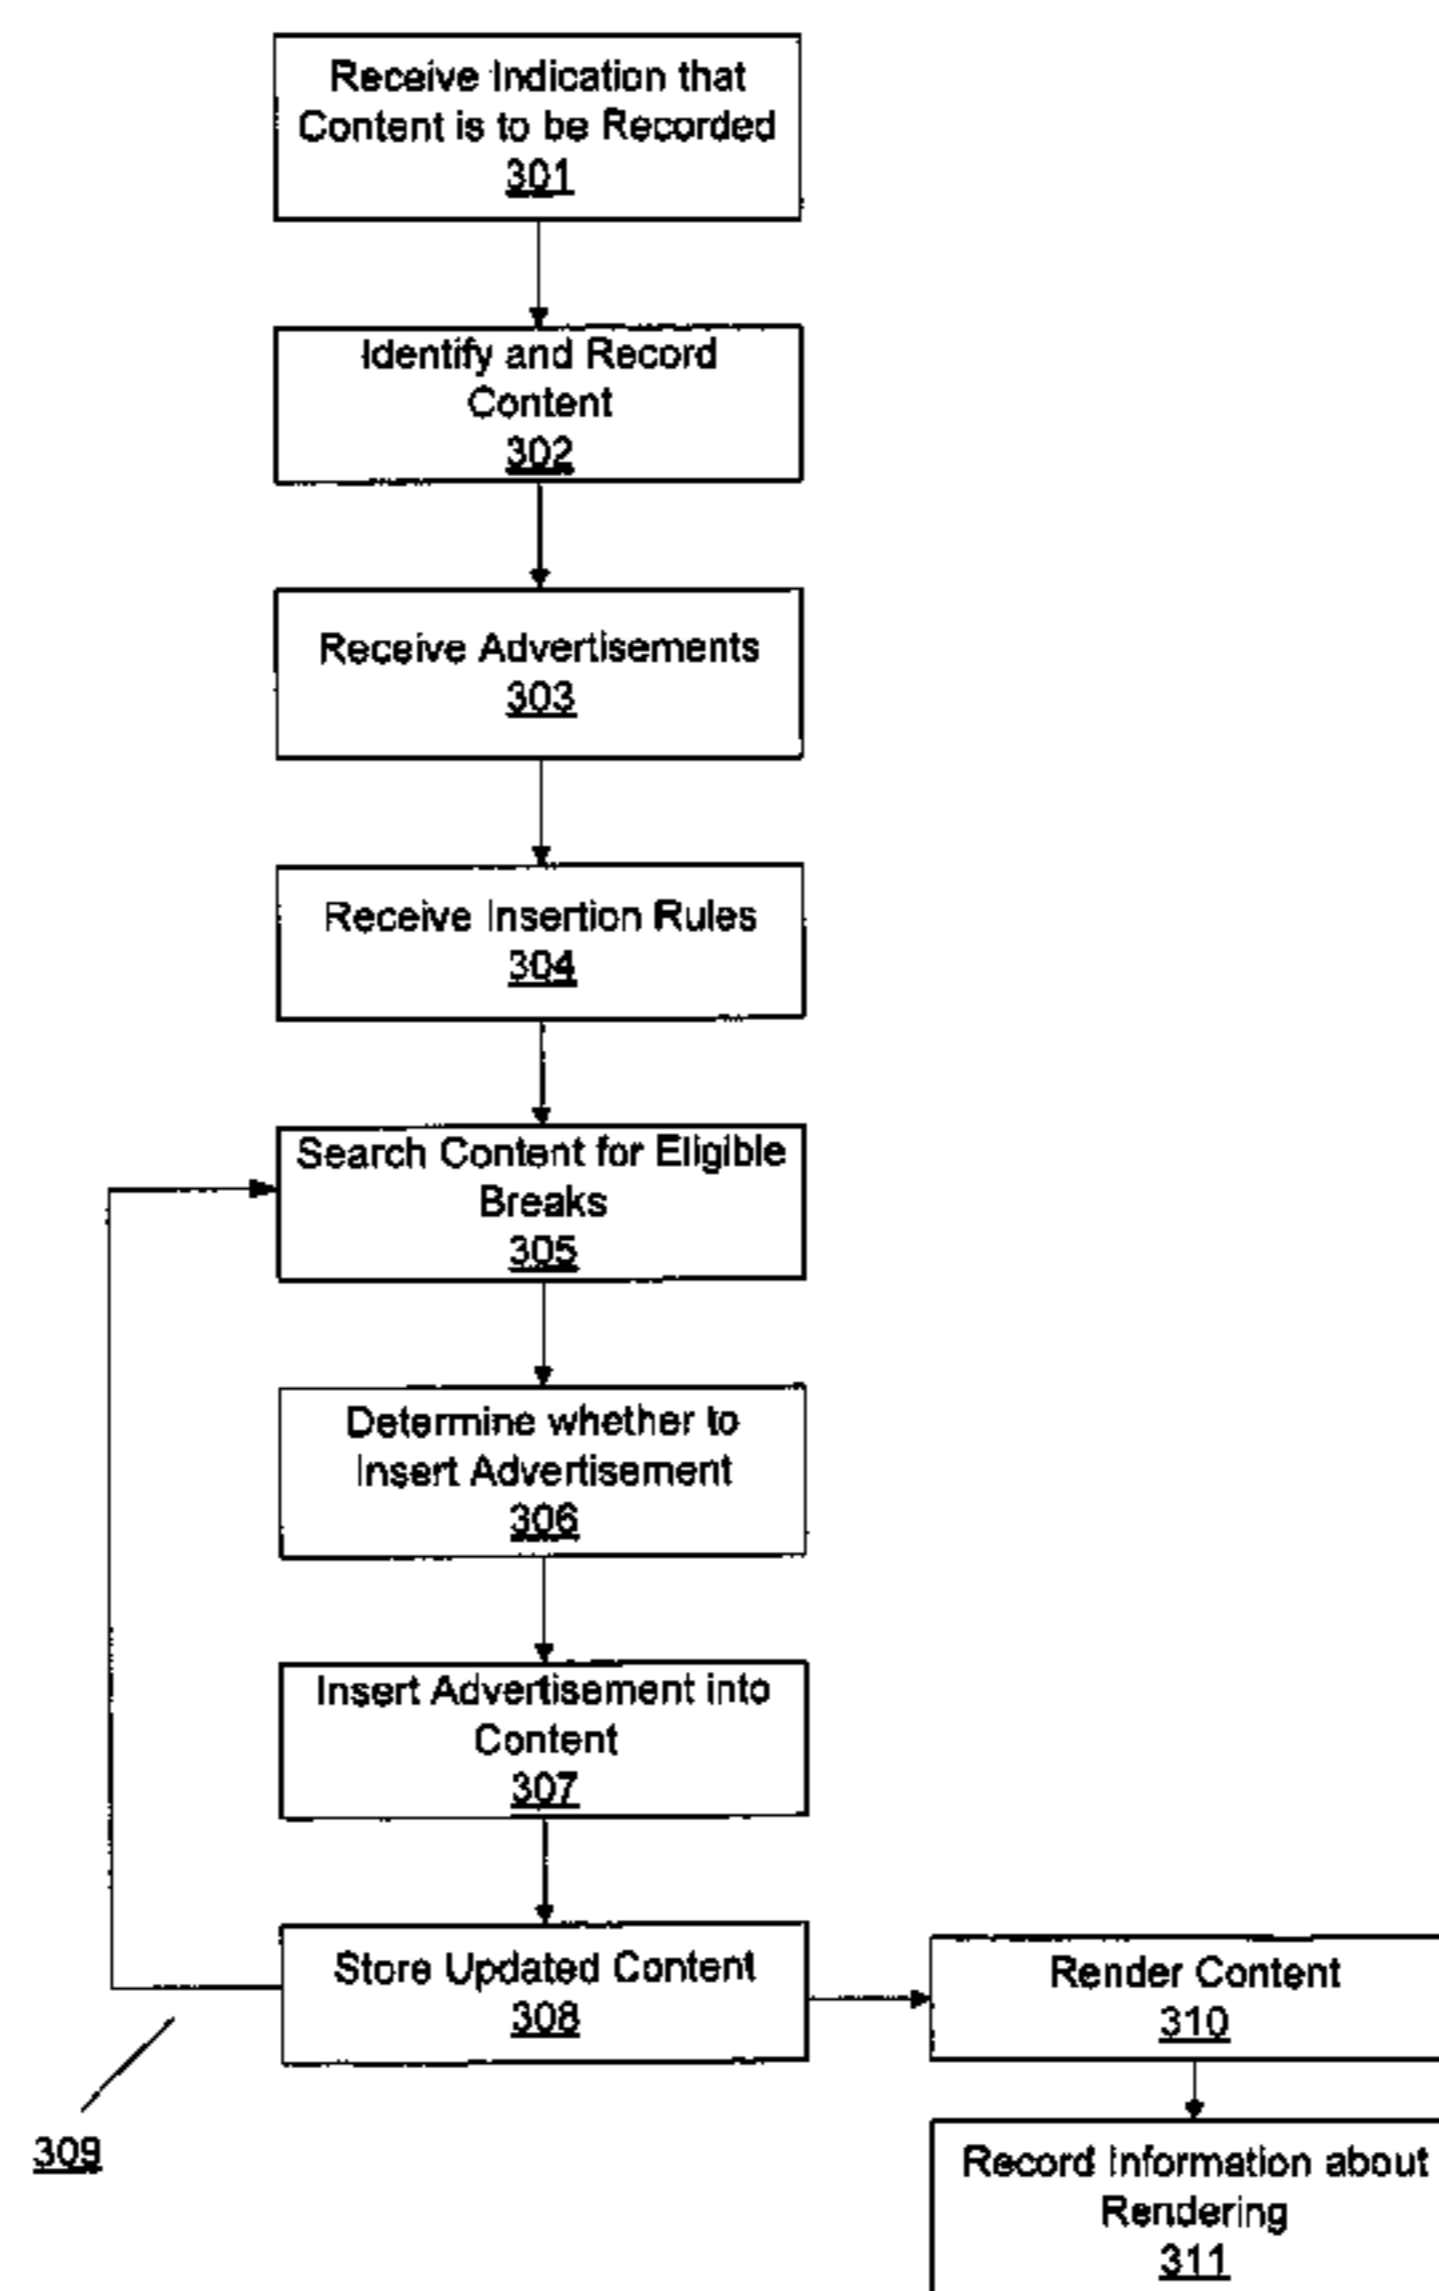 Receive Indication that
Content is to be Recorded
301
Identify and Record
Content
302
Receive Advertisements
303
Receive Insertion Rules
304
Search Content for Eligible
Breaks
305
Determine whether to
Insert Advertisement
306
Insert Advertisement into
Content
307
Store Updated Content
308
309
Render Content
310
Record Information about
Rendering
311